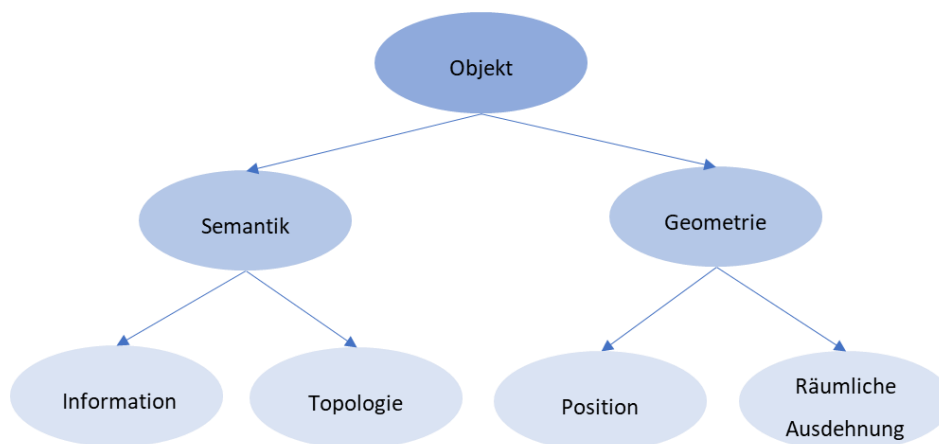 Objekt
Semantik
Geometrie
Information
Topologie
Position
Räumliche
Ausdehnung